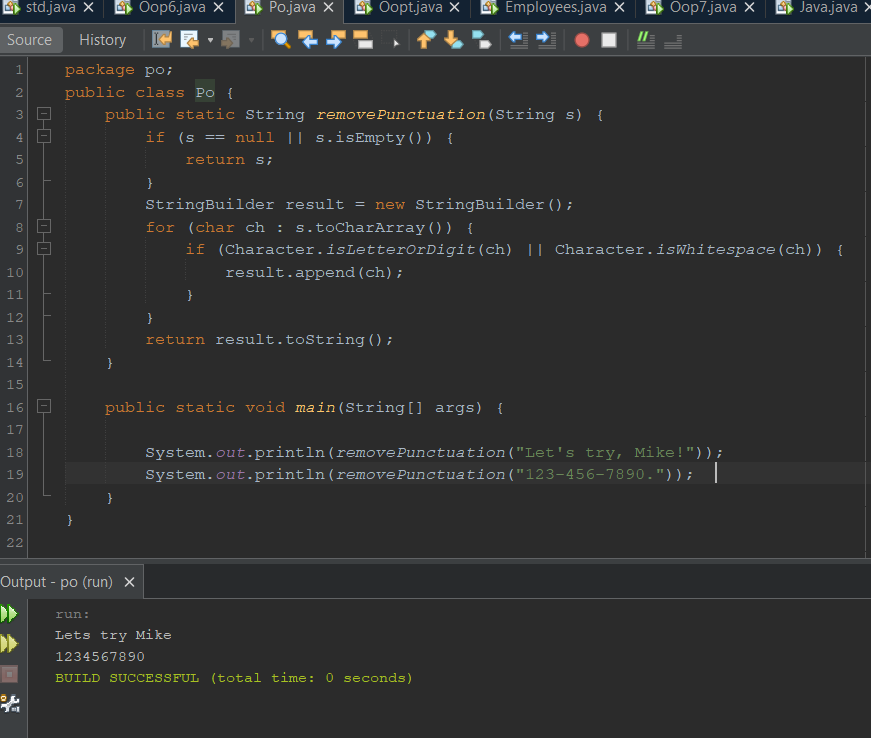 std.java Oop6.java Po.java Oopt.java Employees.java Oop7.java Java.java
Source History
1 package po;
2 public class Po {
3 public static String removePunctuation(String s) {
4 if (s == null || s.isEmpty()) {
5 return s;
6 }
7 StringBuilder result = new StringBuilder();
8 for (char ch : s.toCharArray()) {
9 if (Character.isLetterOrDigit(ch) || Character.isWhitespace(ch)) {
10 result.append(ch);
11 }
12 }
13 return result.toString();
14 }
15
16 public static void main(String[] args) {
17
18 System.out.println(removePunctuation("Let's try, Mike!"));
19 System.out.println(removePunctuation("123-456-7890."));
20 }
21 }
22
Output - po (run)
run:
Lets try Mike
1234567890
BUILD SUCCESSFUL (total time: 0 seconds)